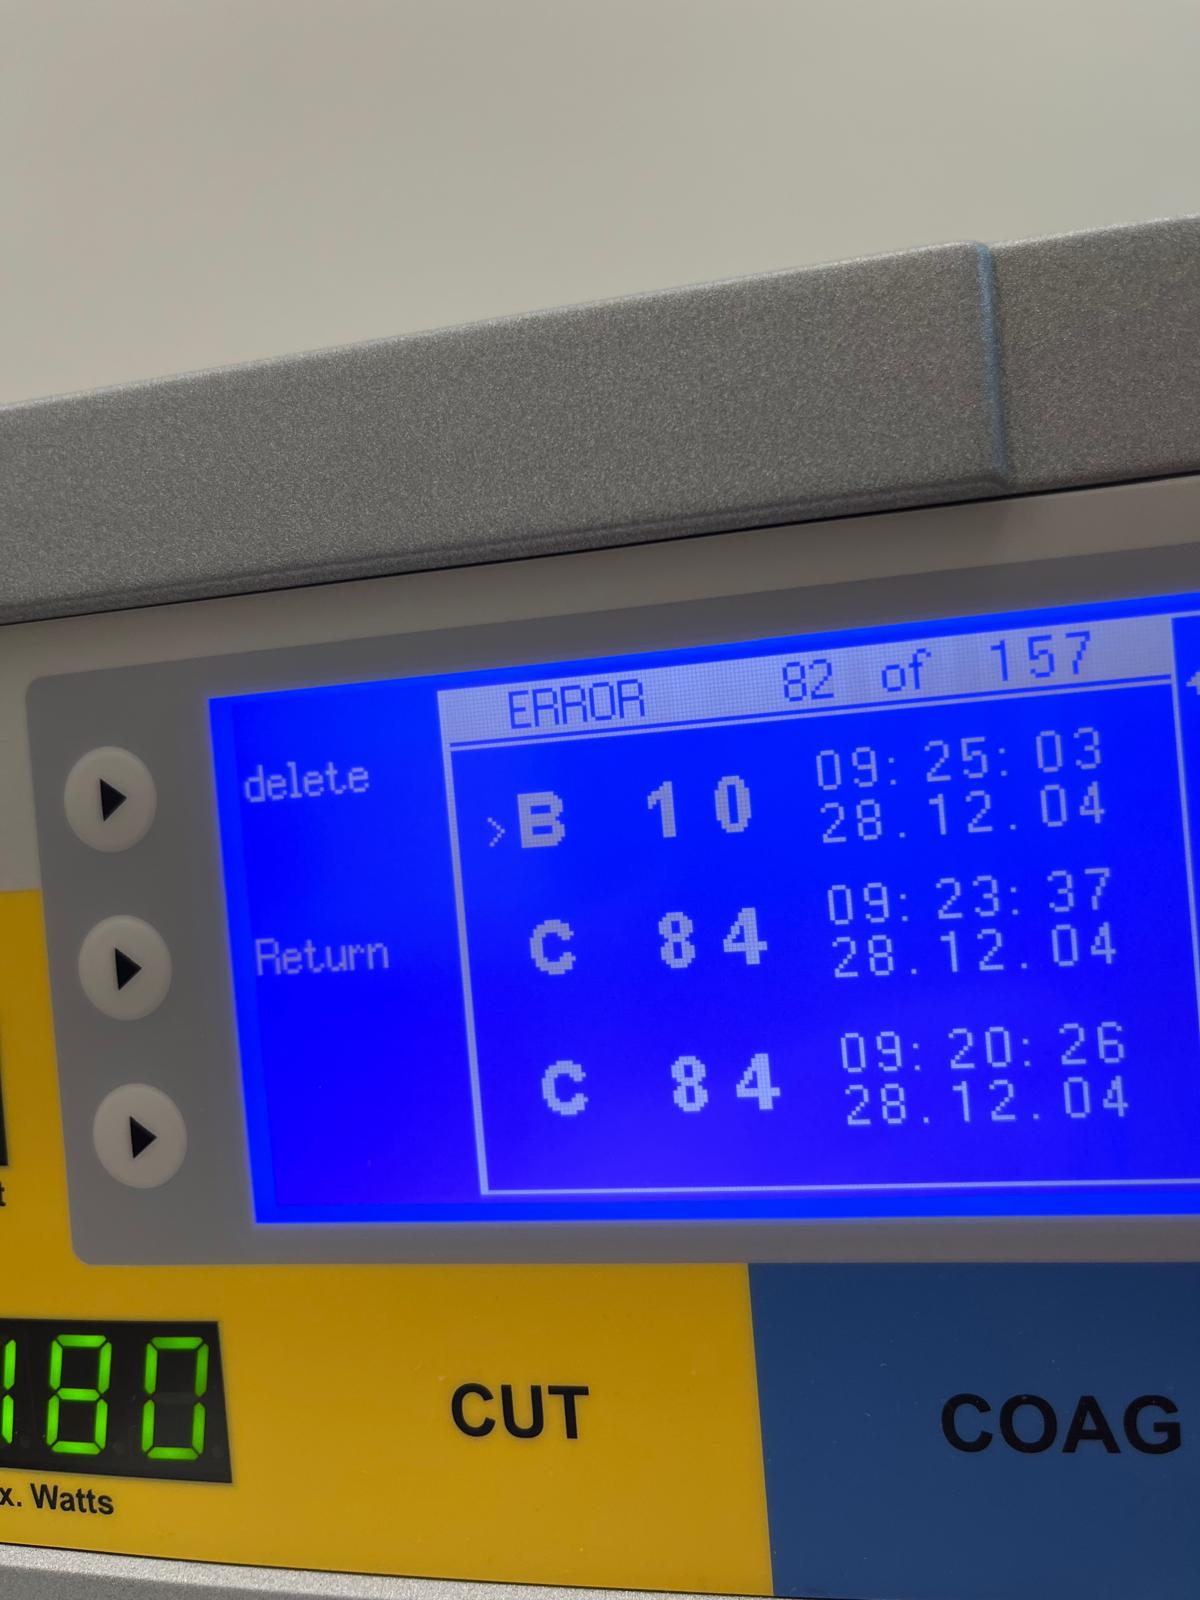 ERROR 82 of 157
delete
>B 10 09:25:03
28.12.04
C 84 09:23:37
28.12.04
Return
C 84 09:20:26
28.12.04
180
x. Watts
CUT
COAG